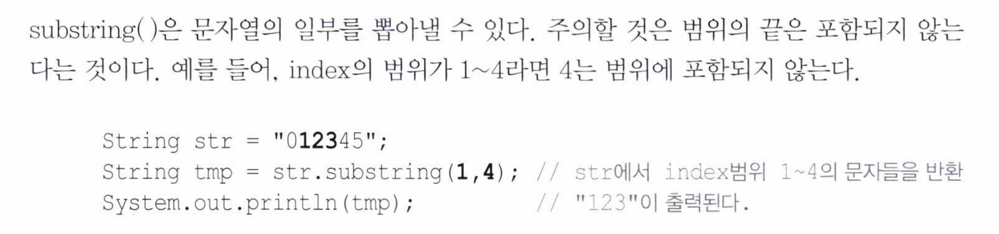 substring()은 문자열의 일부를 뽑아낼 수 있다. 주의할 것은 범위의 끝은 포함되지 않는
다는 것이다. 예를 들어, index의 범위가 1~4라면 4는 범위에 포함되지 않는다.
String str = "012345";
String tmp = str.substring(1,4); // str에서 index범위 1~4의 문자들을 반환
System.out.println(tmp); // "123"이 출력된다.